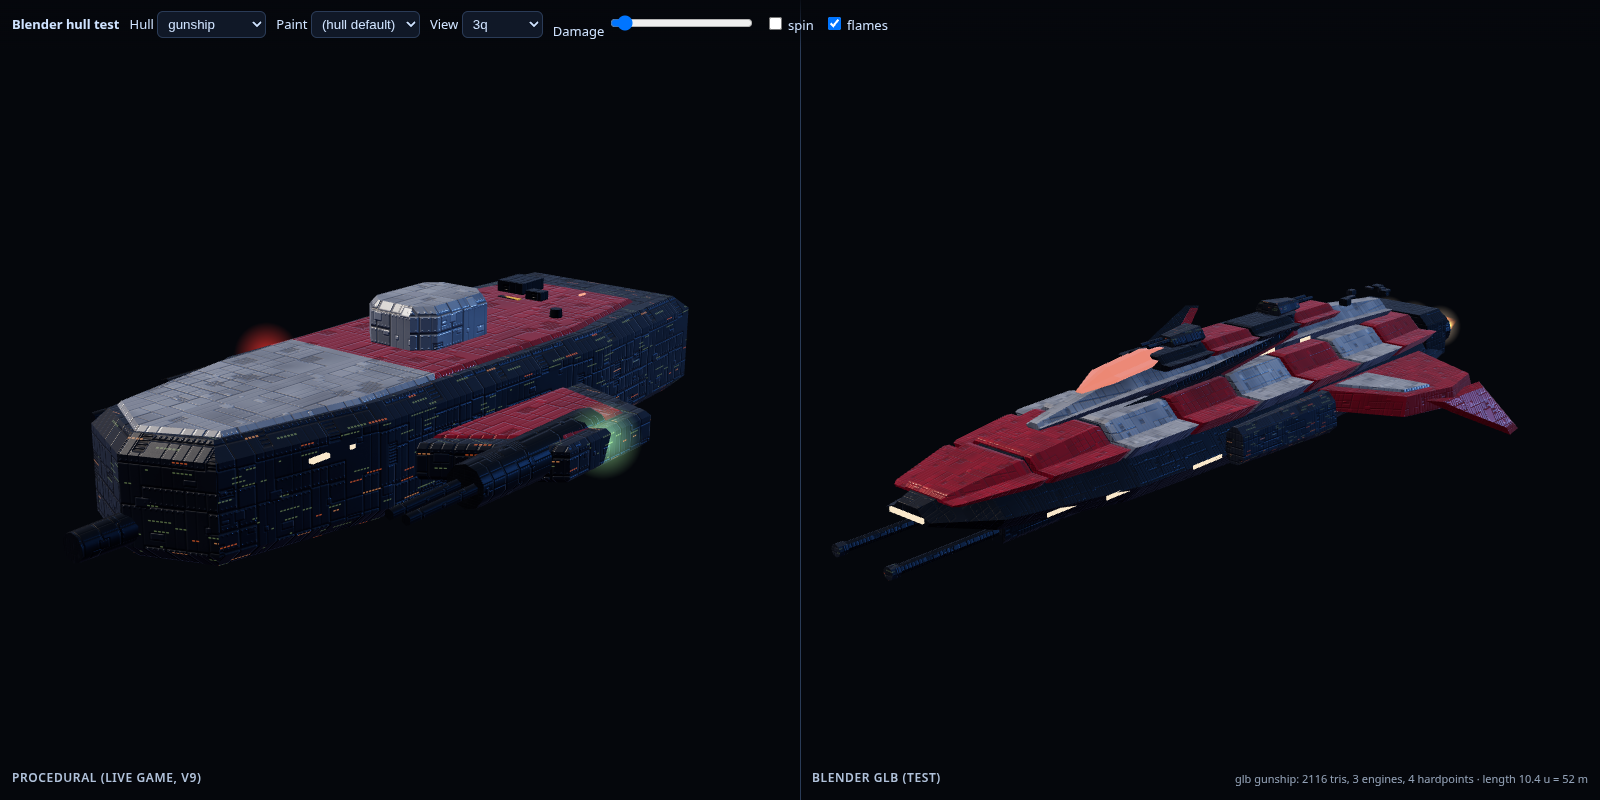 Blender hull test Hull gunship Paint (hull default) View 3q Damage spin flames
PROCEDURAL (LIVE GAME, V9)
BLENDER GLB (TEST)
glb gunship: 2116 tris, 3 engines, 4 hardpoints · length 10.4 u = 52 m